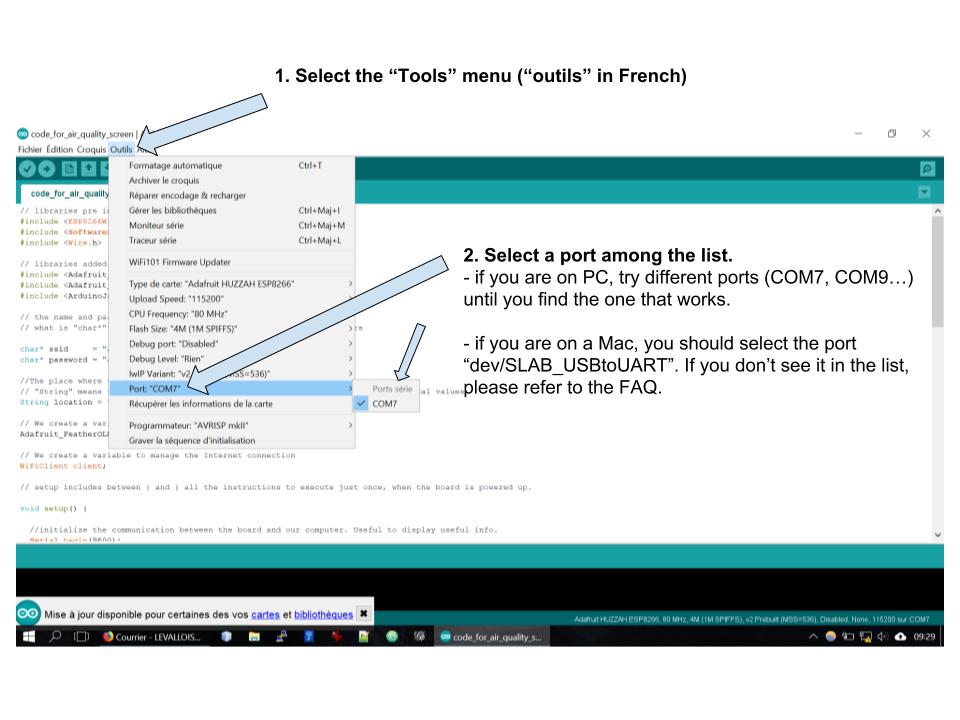 1. Select the “Tools” menu (“outils” in French)
code_for_air_quality_screen |
Fichier Édition Croquis Outils
code_for_air_quality
Formatage automatique Ctrl+T
Archiver le croquis
Réparer encodage & recharger
Gérer les bibliothèques Ctrl+Maj+I
Moniteur série Ctrl+Maj+M
Traceur série Ctrl+Maj+L
WiFi101 Firmware Updater
Type de carte: "Adafruit HUZZAH ESP8266"
Upload Speed: "115200"
CPU Frequency: "80 MHz"
Flash Size: "4M (1M SPIFFS)"
Debug port: "Disabled"
Debug Level: "Rien"
lwIP Variant: "v2 MSS=536)"
Port: "COM7"
Récupérer les informations de la carte
Programmateur: "AVRISP mkII"
Graver la séquence d'initialisation
Ports série
COM7
// libraries pre i
#include <ESP8266W
#include <Software
#include <Wire.h>
// libraries added
#include <Adafruit_
#include <Adafruit_
#include <ArduinoJ
// the name and pa
// what is "char*"
char* ssid = "
char* password = "
//The place where
// "String" means al values
String location =
// We create a var
Adafruit_FeatherOL
// We create a variable to manage the Internet connection
WiFiClient client;
// setup includes between { and } all the instructions to execute just once, when the board is powered up.
void setup() {
//initialize the communication between the board and our computer. Useful to display useful info.
Serial.begin(9600);
2. Select a port among the list.
- if you are on PC, try different ports (COM7, COM9…)
until you find the one that works.
- if you are on a Mac, you should select the port
“dev/SLAB_USBtoUART”. If you don’t see it in the list,
please refer to the FAQ.
Mise à jour disponible pour certaines des vos cartes et bibliothèques
Adafruit HUZZAH ESP8266, 80 MHz, 4M (1M SPIFFS), v2 Prebuilt (MSS=536), Disabled, None, 115200 sur COM7
Courrier - LEVALLOIS...
code_for_air_quality_s...
09:29